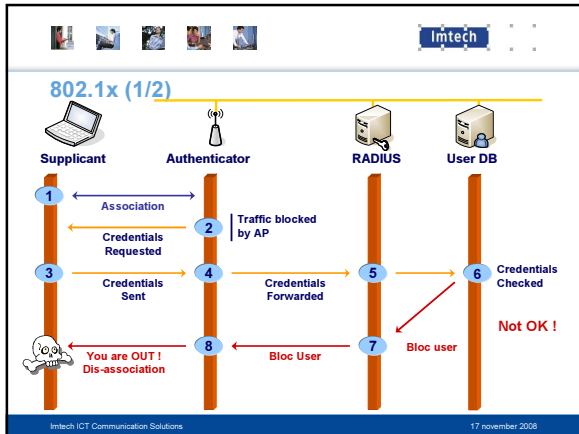 Imtech
802.1x (1/2)
Supplicant
Authenticator
RADIUS
User DB
1
Association
2
Traffic blocked
by AP
Credentials
Requested
3
4
5
6
Credentials
Checked
Credentials
Sent
Credentials
Forwarded
Not OK !
You are OUT !
Dis-association
8
Bloc User
7
Bloc user
Imtech ICT Communication Solutions
17 november 2008